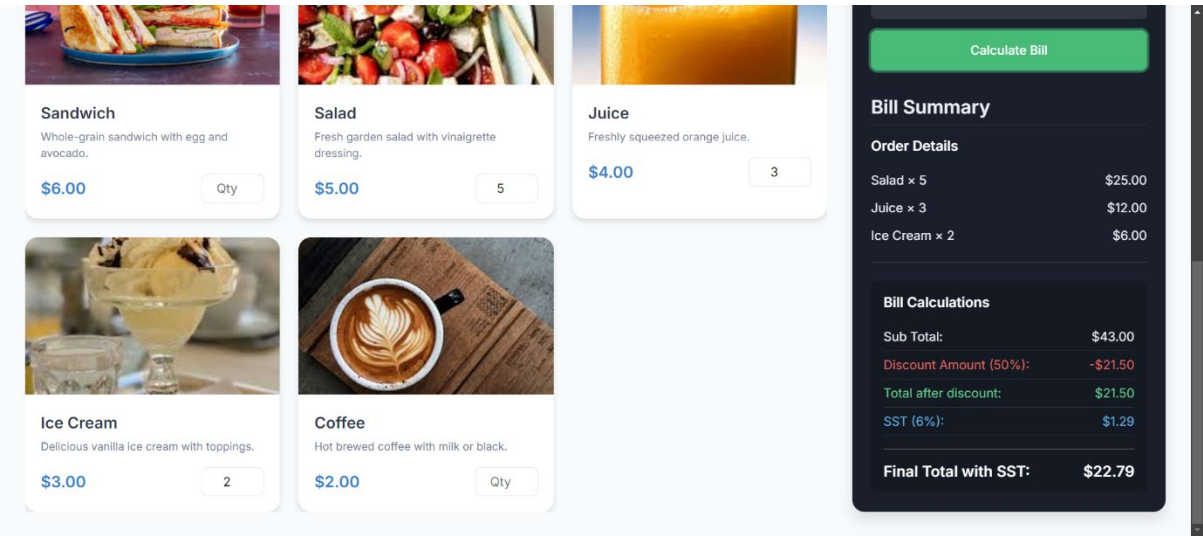 Sandwich
Whole-grain sandwich with egg and
avocado.
$6.00
Qty
Salad
Fresh garden salad with vinaigrette
dressing.
$5.00
5
Juice
Freshly squeezed orange juice.
$4.00
3
Ice Cream
Delicious vanilla ice cream with toppings.
$3.00
2
Coffee
Hot brewed coffee with milk or black.
$2.00
Qty
Calculate Bill
Bill Summary
Order Details
Salad × 5 $25.00
Juice × 3 $12.00
Ice Cream × 2 $6.00
Bill Calculations
Sub Total: $43.00
Discount Amount (50%): -$21.50
Total after discount: $21.50
SST (6%): $1.29
Final Total with SST: $22.79